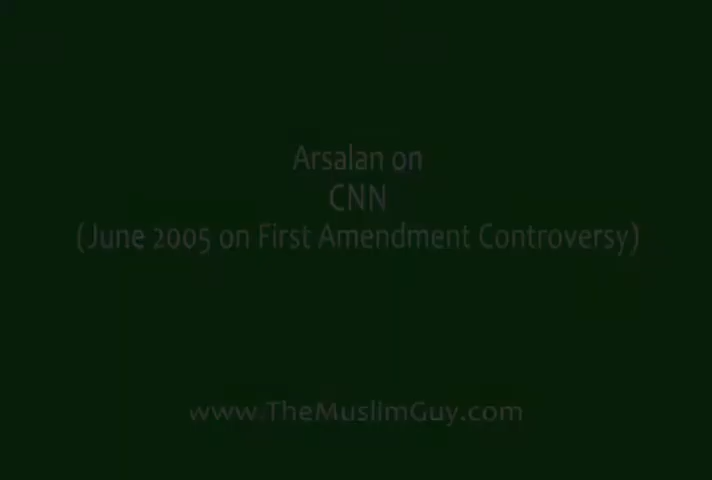 Arsalan on
CNN
(June 2005 on First Amendment Controversy)
www.TheMuslimGuy.com